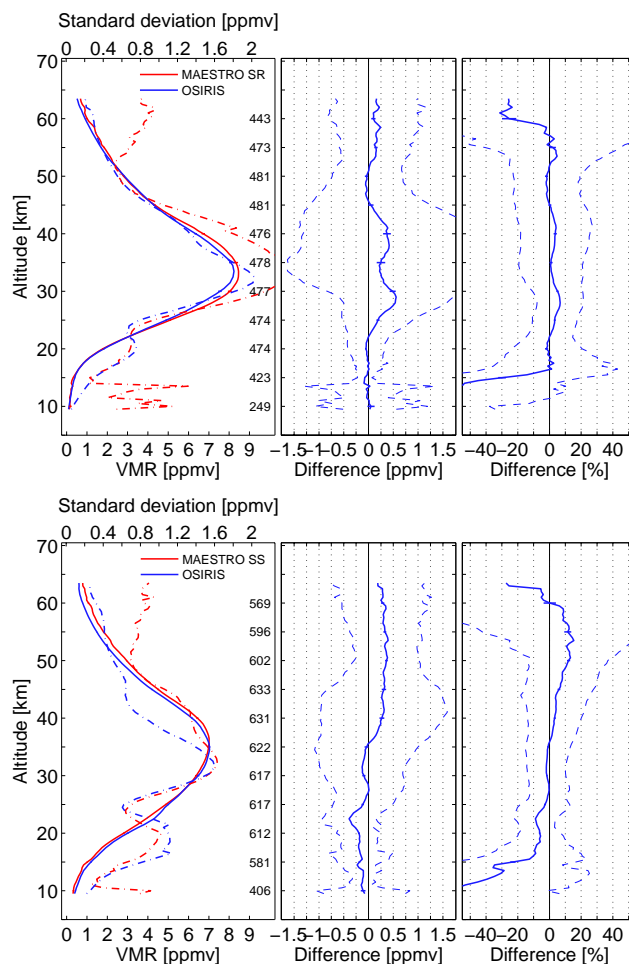 Standard deviation [ppmv]
0 0.4 0.8 1.2 1.6 2
70
MAESTRO SR
OSIRIS
60 443
473
50 481
481
40 476
478
30 477
474
20 474
423
10 249
Altitude [km]
0 1 2 3 4 5 6 7 8 9 −1.5−1−0.5 0 0.5 1 1.5 −40 −20 0 20 40
VMR [ppmv] Difference [ppmv] Difference [%]
Standard deviation [ppmv]
0 0.4 0.8 1.2 1.6 2
70
MAESTRO SS
OSIRIS
60 569
596
50 602
633
40 631
622
30 617
617
20 612
581
10 406
Altitude [km]
0 1 2 3 4 5 6 7 8 9 −1.5−1−0.5 0 0.5 1 1.5 −40 −20 0 20 40
VMR [ppmv] Difference [ppmv] Difference [%]